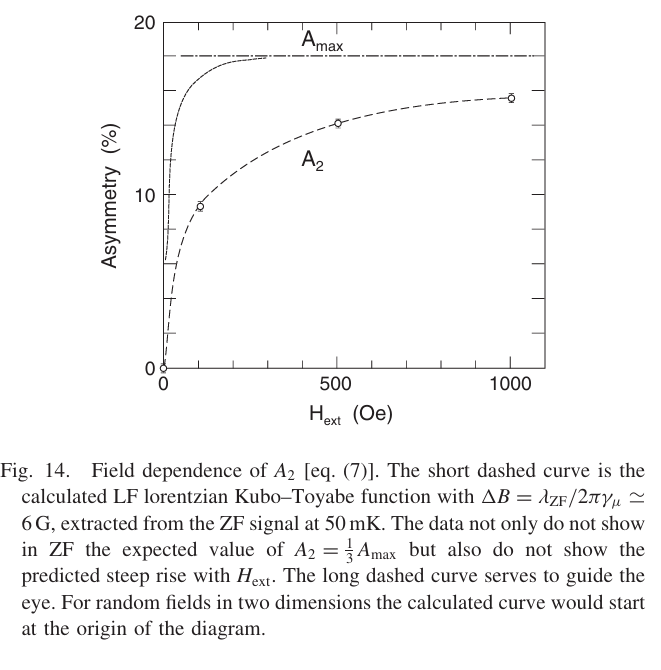 20
A_max
Asymmetry (%)
A_2
10
0
0
500
1000
H_ext (Oe)
Fig. 14. Field dependence of A_2 [eq. (7)]. The short dashed curve is the
calculated LF lorentzian Kubo–Toyabe function with ΔB = λ_ZF/2πγ_μ ≃
6 G, extracted from the ZF signal at 50 mK. The data not only do not show
in ZF the expected value of A_2 = 1/3 A_max but also do not show the
predicted steep rise with H_ext. The long dashed curve serves to guide the
eye. For random fields in two dimensions the calculated curve would start
at the origin of the diagram.